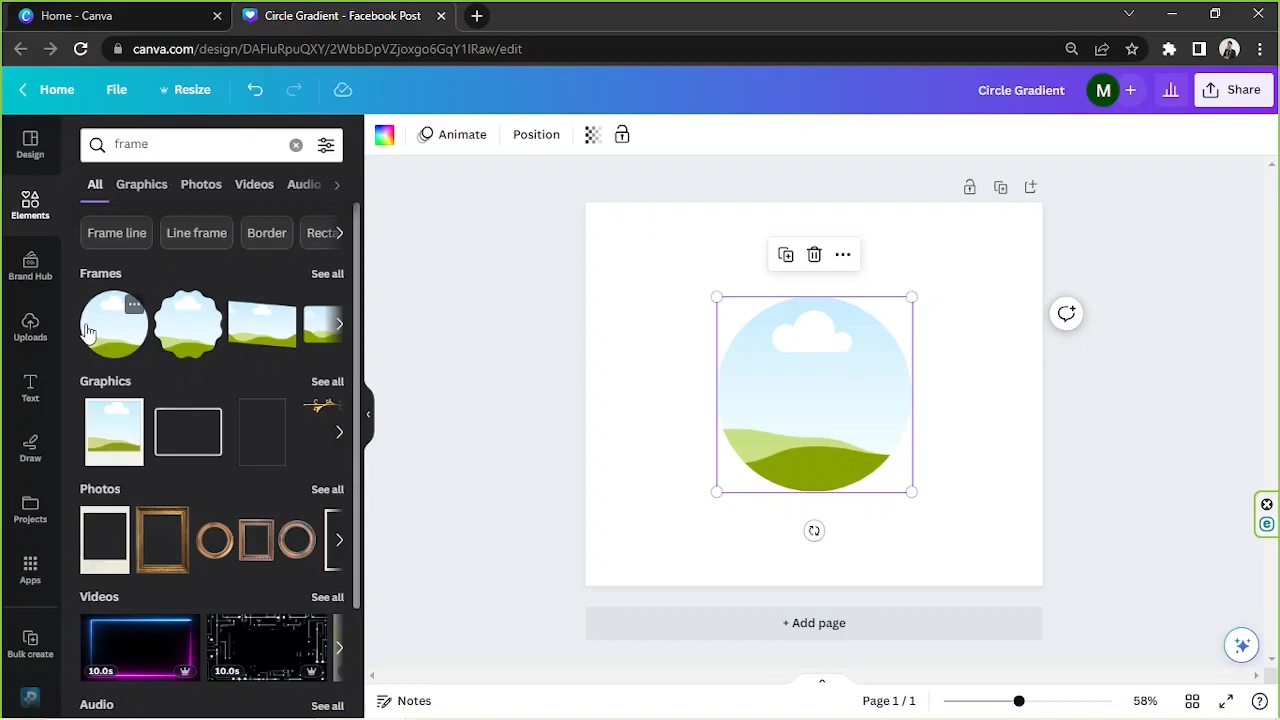 Home - Canva
Circle Gradient - Facebook Post
canva.com/design/DAFluRpuQXY/2WbbDpVZjoxgo6GqY1lRaw/edit
Home File Resize Circle Gradient M Share
Design
frame
Animate Position
All Graphics Photos Videos Audio
Elements
Line frame Frame line Border Recta
Brand Hub
Frames See all
Uploads
Graphics See all
Text
Draw
Photos See all
Projects
Apps
Videos See all
+ Add page
Bulk create
10.0s 10.0s
Audio See all
Notes Page 1 / 1 58%